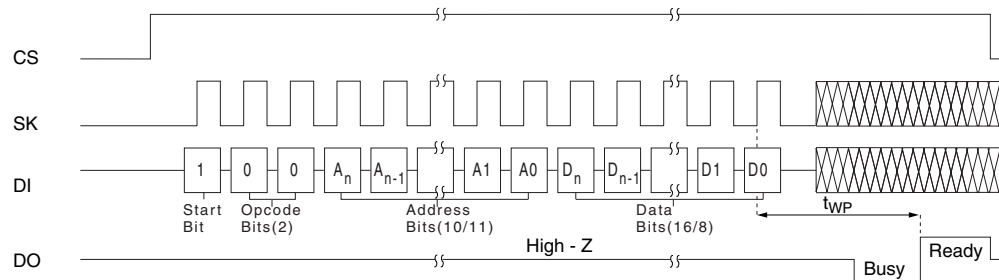 CS
SK
DI 1 0 0 An An-1 A1 A0 Dn Dn-1 D1 D0
Start Bit
Opcode Bits(2)
Address Bits(10/11)
Data Bits(16/8)
tWP
DO High - Z Busy Ready